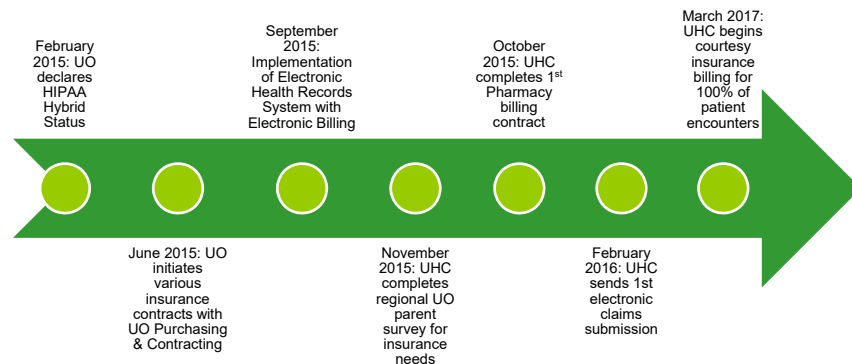 February
2015: UO
declares
HIPAA
Hybrid
Status
June 2015: UO
initiates
various
insurance
contracts with
UO Purchasing
& Contracting
September
2015:
Implementation
of Electronic
Health Records
System with
Electronic Billing
November
2015: UHC
completes
regional UO
parent
survey for
insurance
needs
October
2015: UHC
completes 1st
Pharmacy
billing
contract
February
2016: UHC
sends 1st
electronic
claims
submission
March 2017:
UHC begins
courtesy
insurance
billing for
100% of
patient
encounters